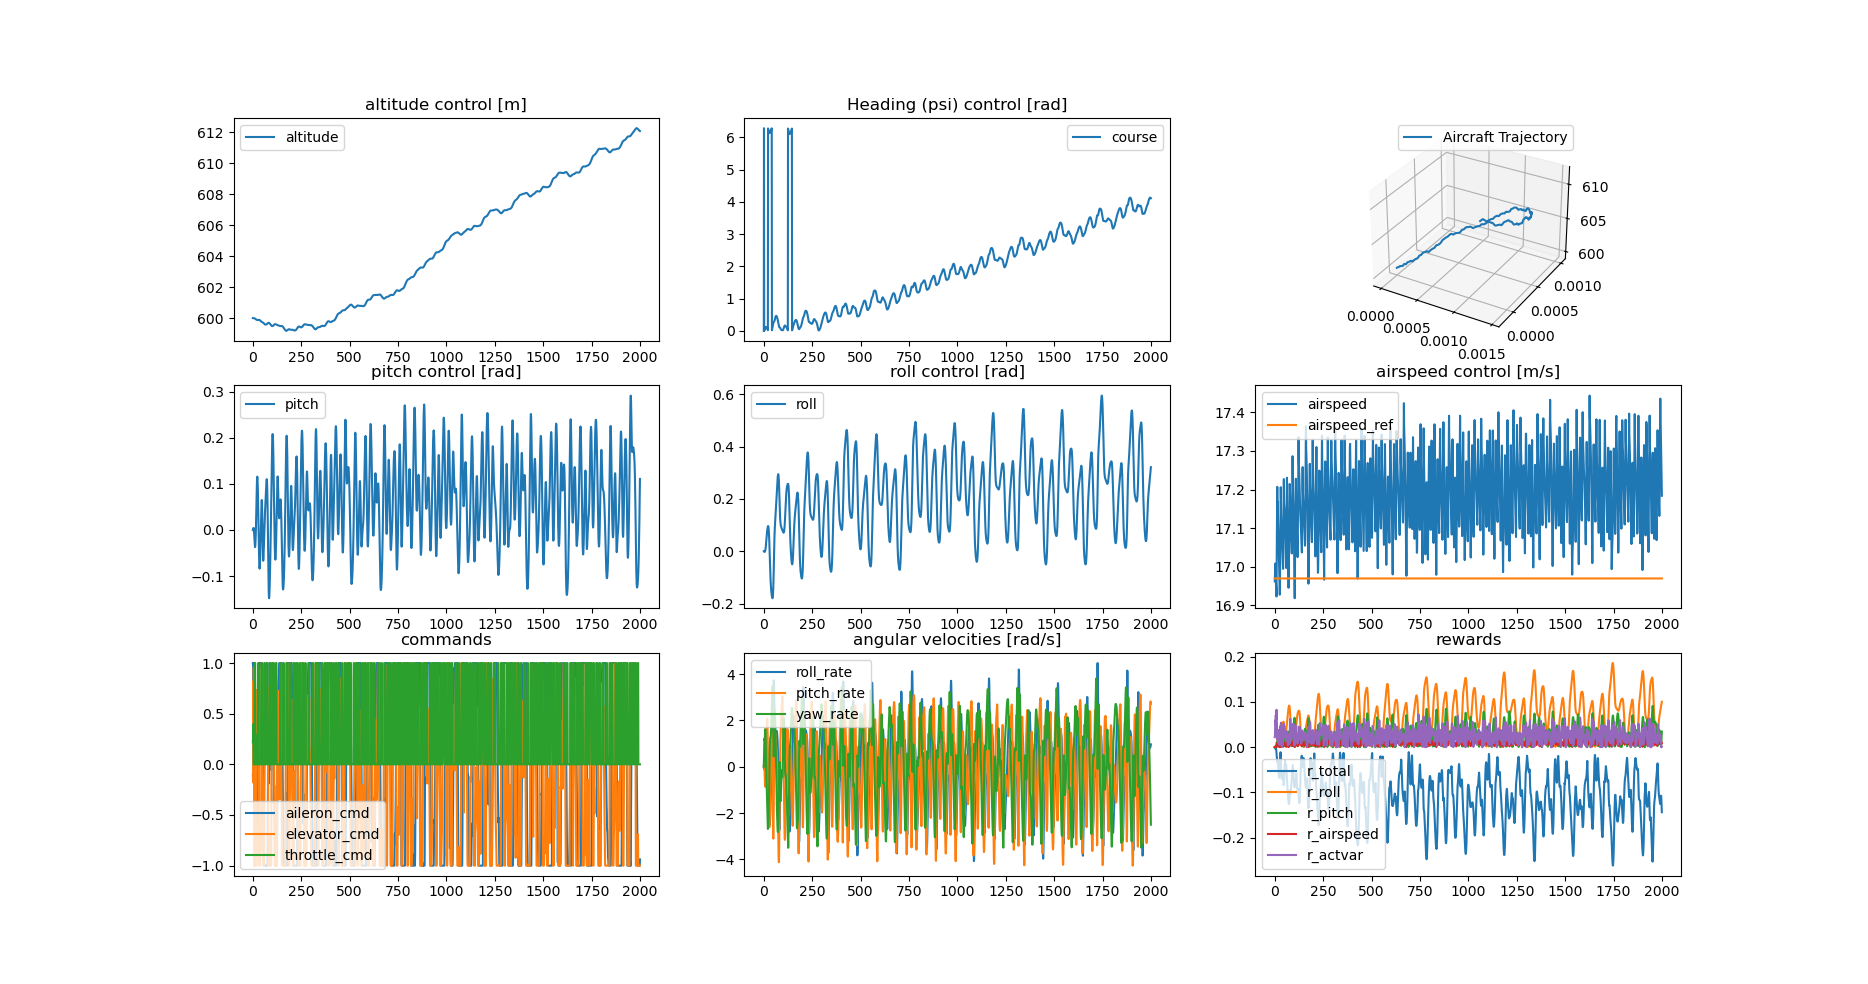 altitude control [m]
altitude
612
610
608
606
604
602
600
0 250 500 750 1000 1250 1500 1750 2000
Heading (psi) control [rad]
course
6
5
4
3
2
1
0
0 250 500 750 1000 1250 1500 1750 2000
Aircraft Trajectory
610
605
600
0.0000 0.0005 0.0010 0.0015
0.0000 0.0005 0.0010
pitch control [rad]
pitch
0.3
0.2
0.1
0.0
−0.1
0 250 500 750 1000 1250 1500 1750 2000
roll control [rad]
roll
0.6
0.4
0.2
0.0
−0.2
0 250 500 750 1000 1250 1500 1750 2000
airspeed control [m/s]
airspeed
airspeed_ref
17.4
17.3
17.2
17.1
17.0
16.9
0 250 500 750 1000 1250 1500 1750 2000
commands
1.0
0.5
0.0
−0.5
−1.0
aileron_cmd
elevator_cmd
throttle_cmd
0 250 500 750 1000 1250 1500 1750 2000
angular velocities [rad/s]
roll_rate
pitch_rate
yaw_rate
4
2
0
−2
−4
0 250 500 750 1000 1250 1500 1750 2000
rewards
0.2
0.1
0.0
−0.1
−0.2
r_total
r_roll
r_pitch
r_airspeed
r_actvar
0 250 500 750 1000 1250 1500 1750 2000